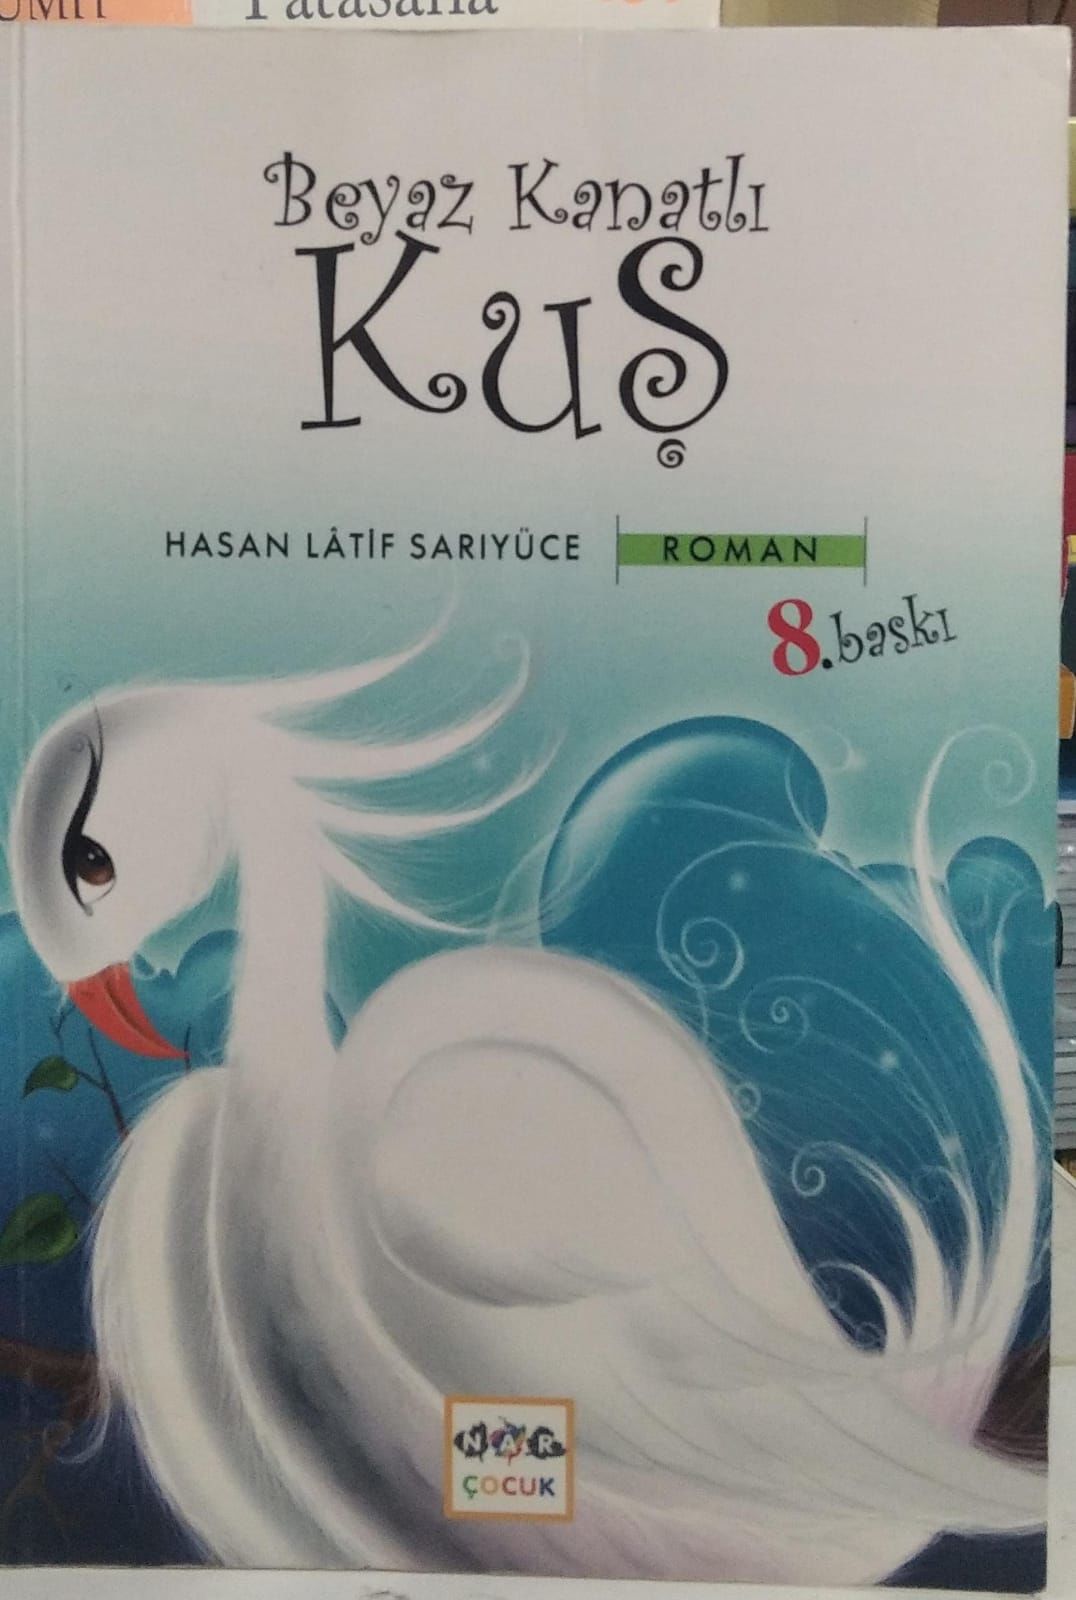 Beyaz Kanatlı
Kuş
HASAN LÂTİF SARIYÜCE
ROMAN
8.baskı
NAR
ÇOCUK